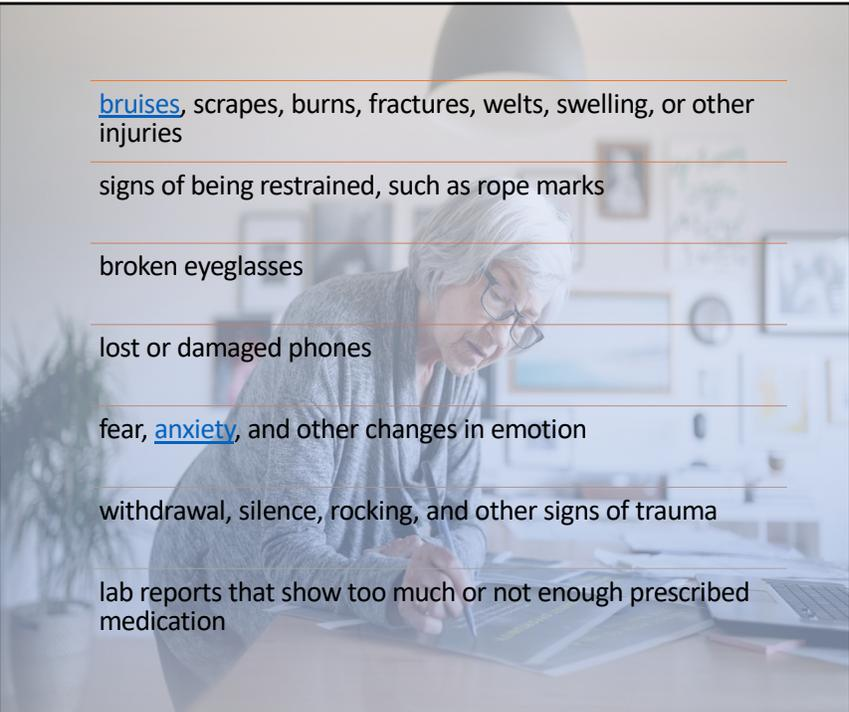 bruises, scrapes, burns, fractures, welts, swelling, or other
injuries
signs of being restrained, such as rope marks
broken eyeglasses
lost or damaged phones
fear, anxiety, and other changes in emotion
withdrawal, silence, rocking, and other signs of trauma
lab reports that show too much or not enough prescribed
medication